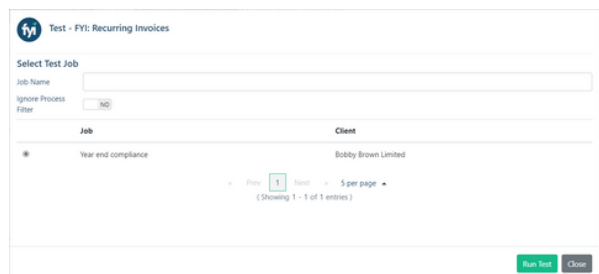 fyi Test - FYI: Recurring Invoices
Select Test Job
Job Name
Ignore Process
Filter
NO
Job Client
Year end compliance Bobby Brown Limited
« Prev 1 Next » 5 per page
( Showing 1 - 1 of 1 entries )
Run Test Close